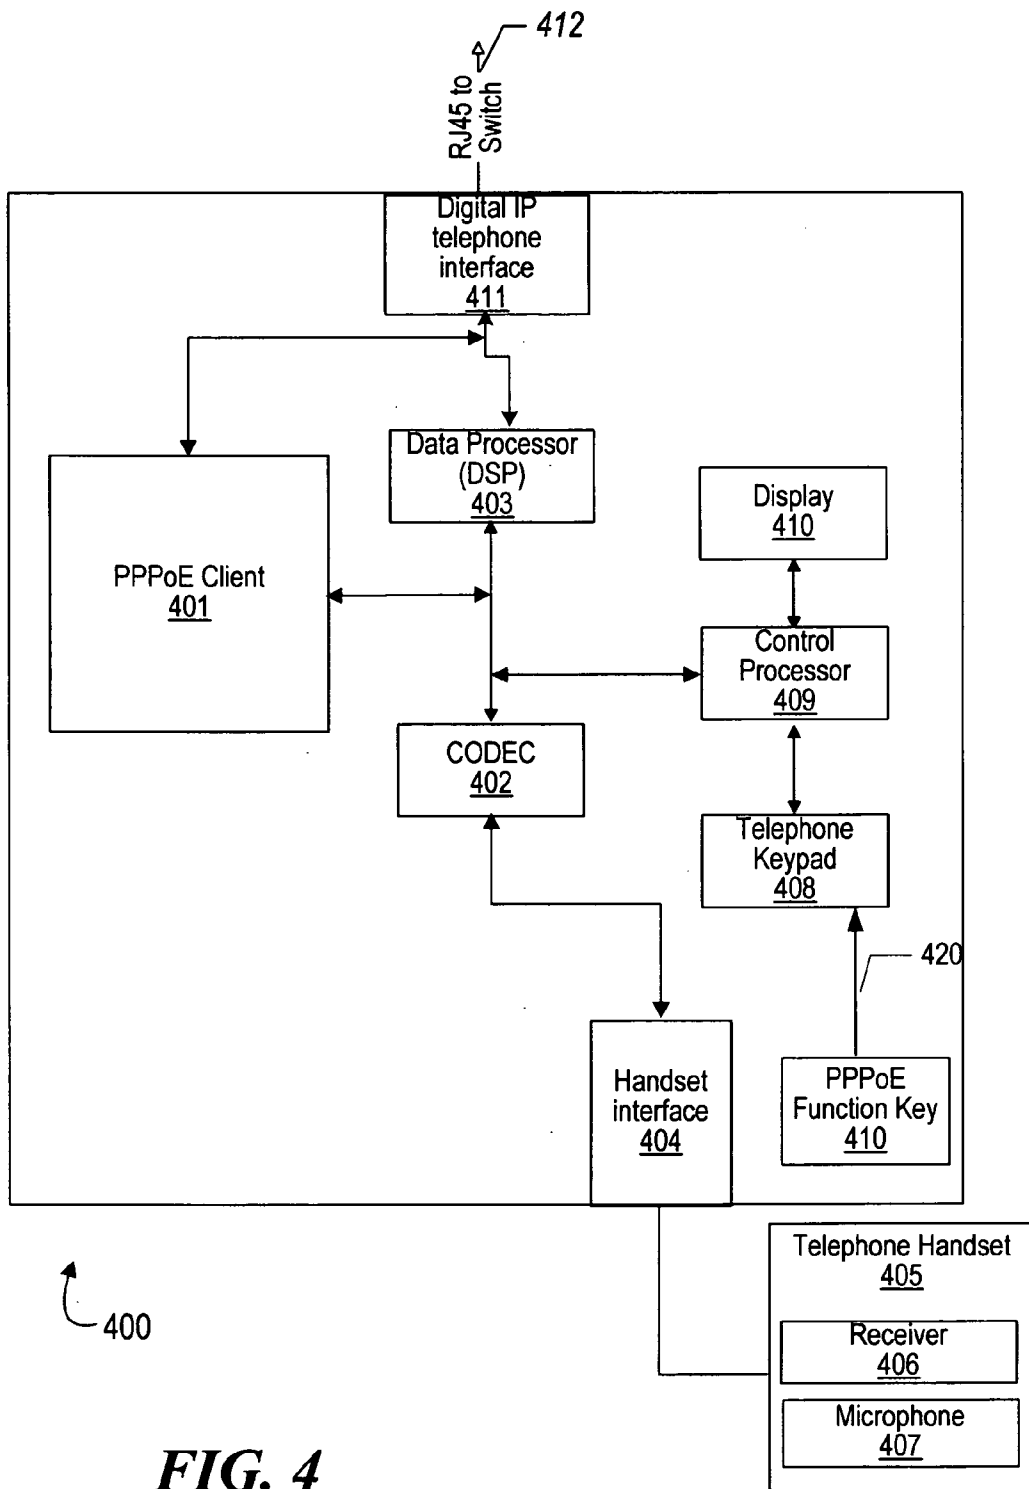 412
RJ45 to
Switch
Digital IP
telephone
interface
411
Data Processor
(DSP)
403
Display
410
PPPoE Client
401
Control
Processor
409
CODEC
402
Telephone
Keypad
408
420
Handset
interface
404
PPPoE
Function Key
410
Telephone Handset
405
400
Receiver
406
Microphone
407
FIG. 4